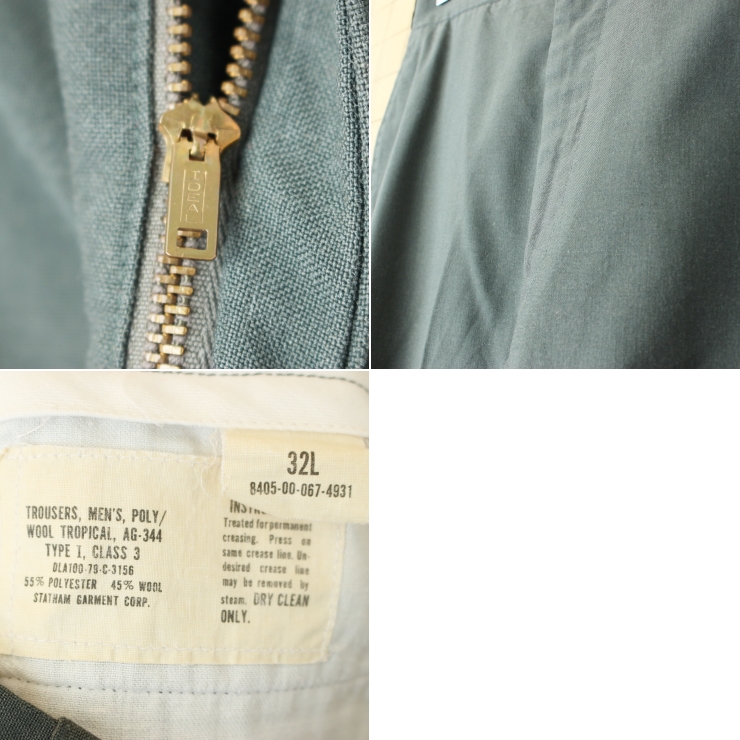 IDEAL
32L
8405-00-067-4931
TROUSERS, MEN'S, POLY/
WOOL TROPICAL, AG-344
TYPE I, CLASS 3
DLA100-79-C-3156
55% POLYESTER 45% WOOL
STATHAM GARMENT CORP.
Treated for permanent
creasing. Press on
same crease line. Un-
desired crease line
may be removed by
steam. DRY CLEAN
ONLY.